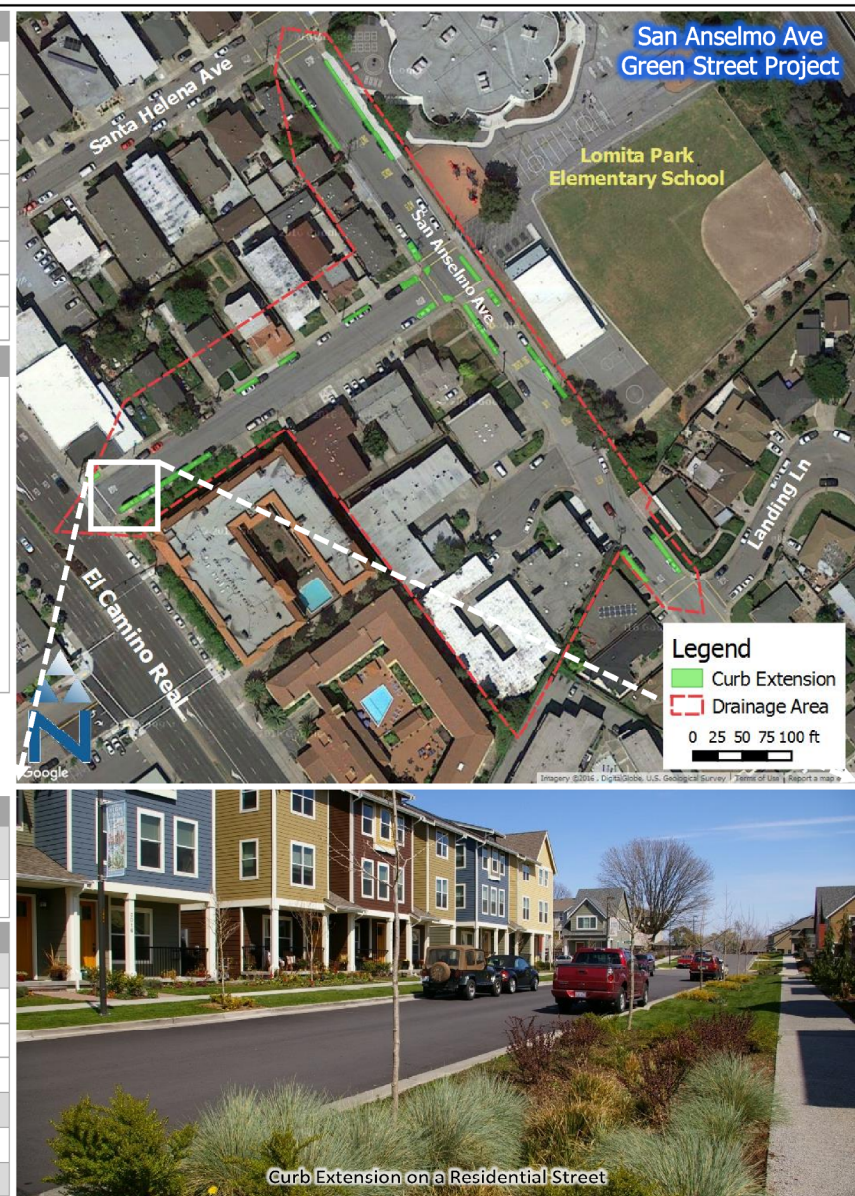 San Anselmo Ave
Green Street Project
Santa Helena Ave
Lomita Park
Elementary School
San Anselmo Ave
Landing Ln
El Camino Real
N
Legend
Curb Extension
Drainage Area
0 25 50 75 100 ft
Google
Imagery ©2016, DigitalGlobe, U.S. Geological Survey
Terms of Use
Report a map e
Curb Extension on a Residential Street